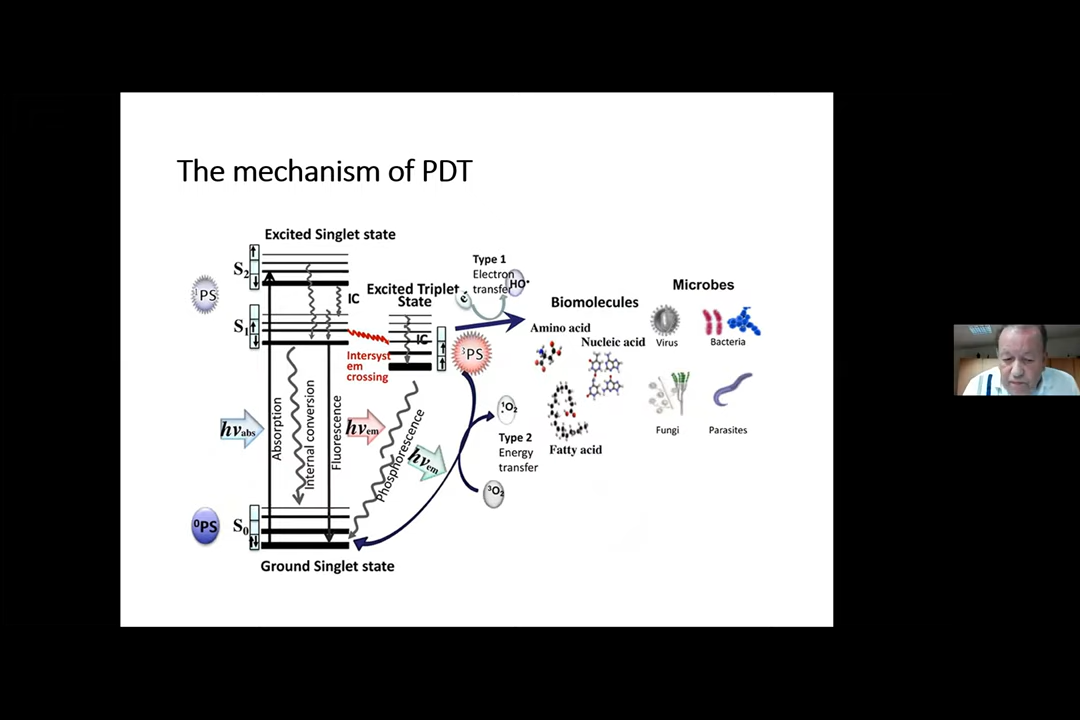 The mechanism of PDT
Excited Singlet state
S2
1PS
IC
S1
Excited Triplet
State
IC
Intersyst
em
crossing
3PS
Type 1
Electron
transfer
e-
HO•
hνabs
Absorption
Internal conversion
Fluorescence
hνem
Phosphorescence
hνem
1O2
Type 2
Energy
transfer
3O2
0PS
S0
Ground Singlet state
Biomolecules
Amino acid
Nucleic acid
Fatty acid
Microbes
Virus
Bacteria
Fungi
Parasites